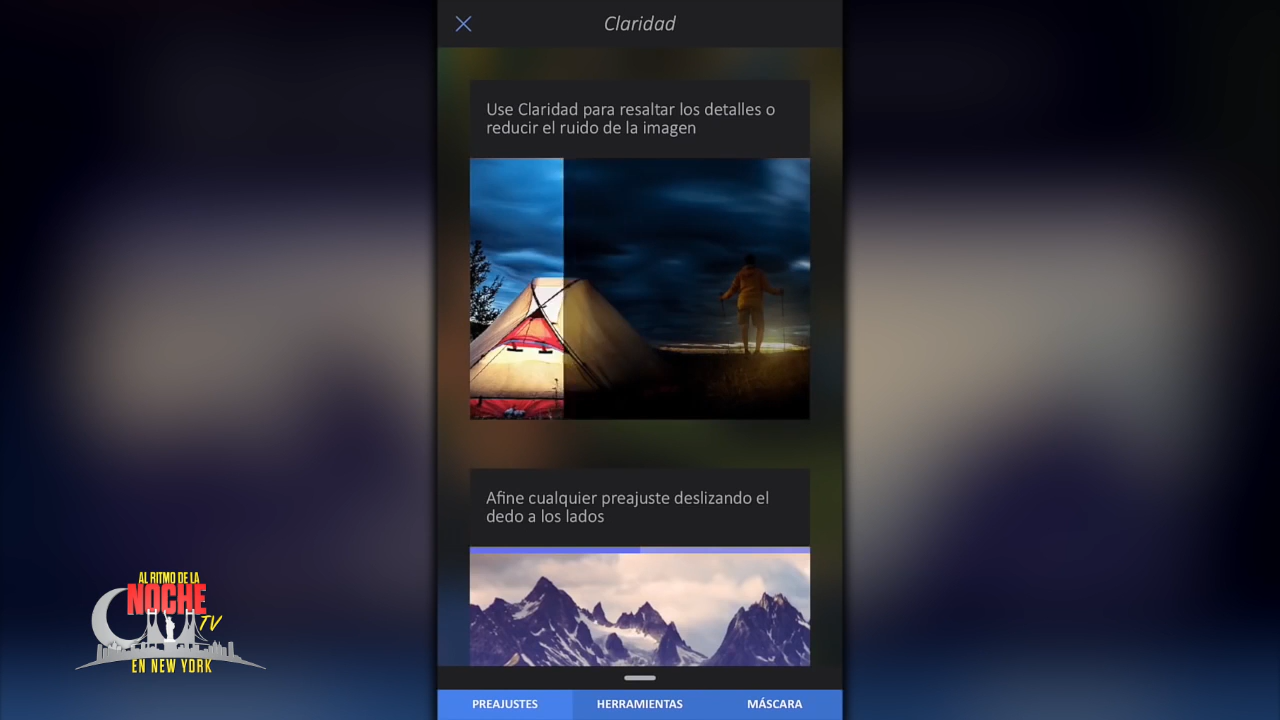 Claridad
Use Claridad para resaltar los detalles o
reducir el ruido de la imagen
Afine cualquier preajuste deslizando el
dedo a los lados
AL RITMO DE LA
NOCHE
TV
EN NEW YORK
PREAJUSTES
HERRAMIENTAS
MÁSCARA